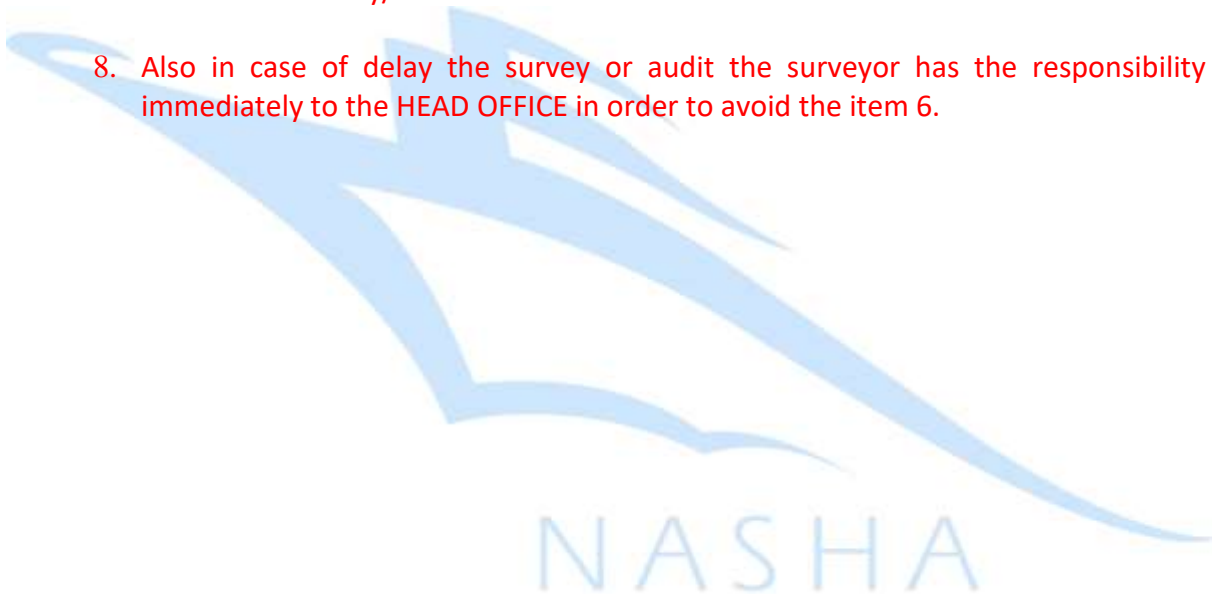 8. Also in case of delay the survey or audit the surveyor has the responsibility
immediately to the HEAD OFFICE in order to avoid the item 6.
NASHA